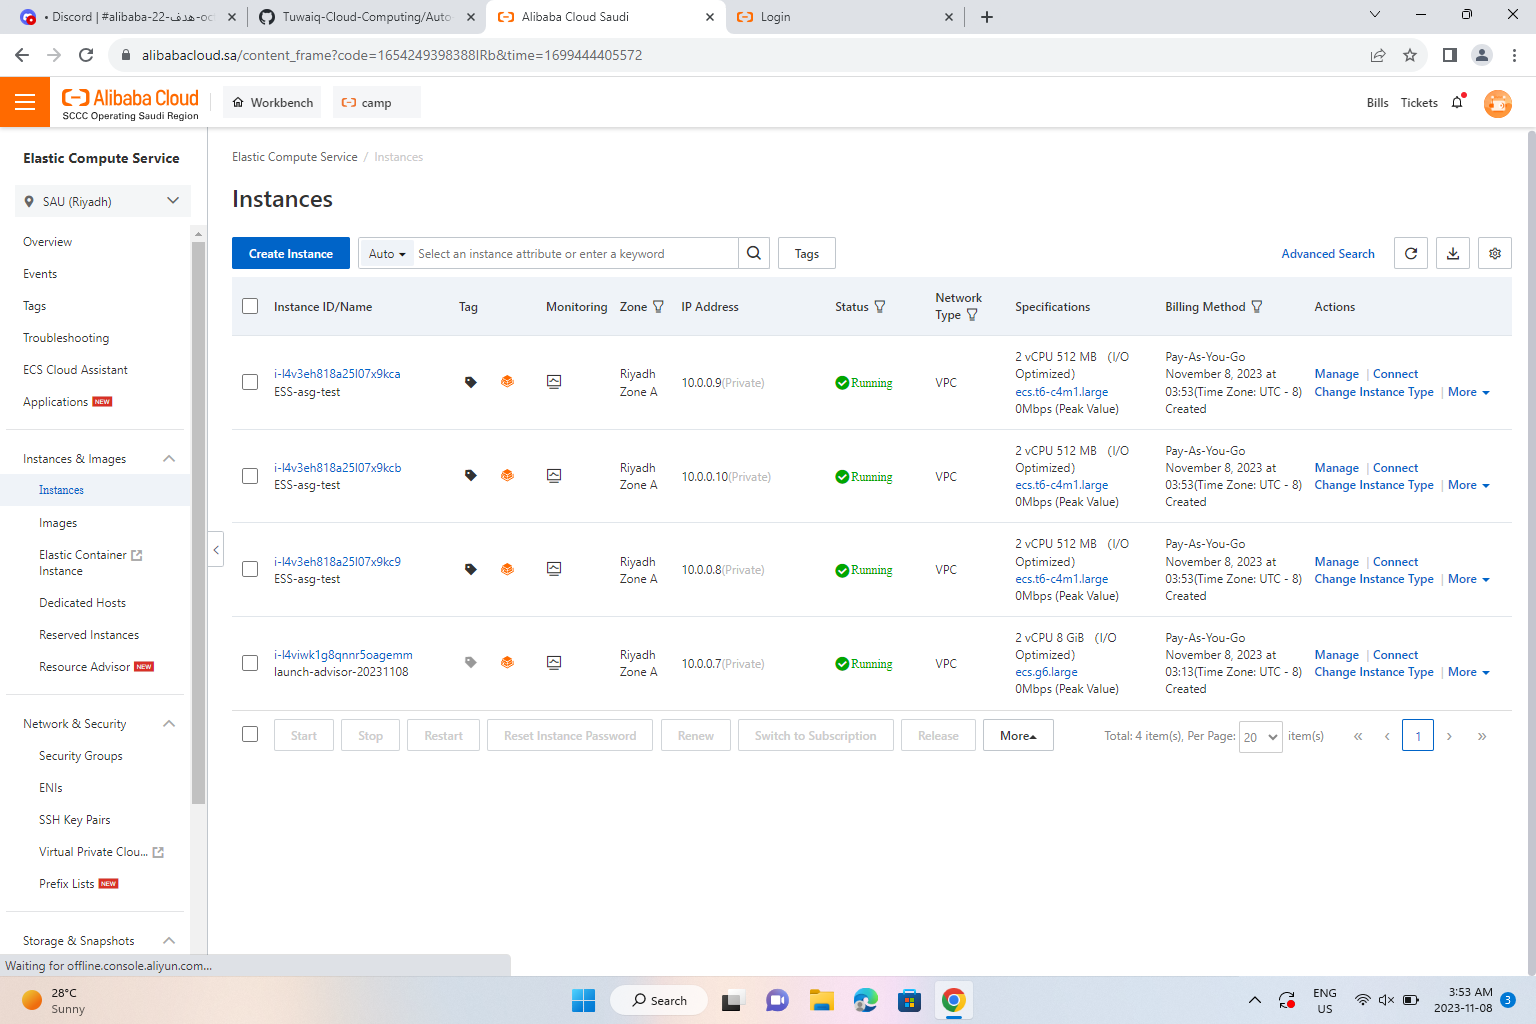 • Discord | #alibaba-22-هدف-oc
Tuwaiq-Cloud-Computing/Auto-
Alibaba Cloud Saudi
Login
alibabacloud.sa/content_frame?code=1654249398388IRb&time=1699444405572
Alibaba Cloud
SCCC Operating Saudi Region
Workbench
camp
Bills
Tickets
Elastic Compute Service
SAU (Riyadh)
Overview
Events
Tags
Troubleshooting
ECS Cloud Assistant
Applications NEW
Instances & Images
Instances
Images
Elastic Container
Instance
Dedicated Hosts
Reserved Instances
Resource Advisor NEW
Network & Security
Security Groups
ENIs
SSH Key Pairs
Virtual Private Clou...
Prefix Lists NEW
Storage & Snapshots
Waiting for offline.console.aliyun.com...
Elastic Compute Service / Instances
Instances
Create Instance
Auto
Select an instance attribute or enter a keyword
Tags
Advanced Search
Instance ID/Name
Tag
Monitoring
Zone
IP Address
Status
Network
Type
Specifications
Billing Method
Actions
i-l4v3eh818a25l07x9kca
ESS-asg-test
Riyadh
Zone A
10.0.0.9(Private)
Running
VPC
2 vCPU 512 MB (I/O
Optimized)
ecs.t6-c4m1.large
0Mbps (Peak Value)
Pay-As-You-Go
November 8, 2023 at
03:53(Time Zone: UTC - 8)
Created
Manage | Connect
Change Instance Type | More
i-l4v3eh818a25l07x9kcb
ESS-asg-test
Riyadh
Zone A
10.0.0.10(Private)
Running
VPC
2 vCPU 512 MB (I/O
Optimized)
ecs.t6-c4m1.large
0Mbps (Peak Value)
Pay-As-You-Go
November 8, 2023 at
03:53(Time Zone: UTC - 8)
Created
Manage | Connect
Change Instance Type | More
i-l4v3eh818a25l07x9kc9
ESS-asg-test
Riyadh
Zone A
10.0.0.8(Private)
Running
VPC
2 vCPU 512 MB (I/O
Optimized)
ecs.t6-c4m1.large
0Mbps (Peak Value)
Pay-As-You-Go
November 8, 2023 at
03:53(Time Zone: UTC - 8)
Created
Manage | Connect
Change Instance Type | More
i-l4viwk1g8qnnr5oagemm
launch-advisor-20231108
Riyadh
Zone A
10.0.0.7(Private)
Running
VPC
2 vCPU 8 GiB (I/O
Optimized)
ecs.g6.large
0Mbps (Peak Value)
Pay-As-You-Go
November 8, 2023 at
03:13(Time Zone: UTC - 8)
Created
Manage | Connect
Change Instance Type | More
Start
Stop
Restart
Reset Instance Password
Renew
Switch to Subscription
Release
More
Total: 4 item(s), Per Page: 20 item(s)
« ‹ 1 › »
28°C
Sunny
Search
ENG
US
3:53 AM
2023-11-08
3